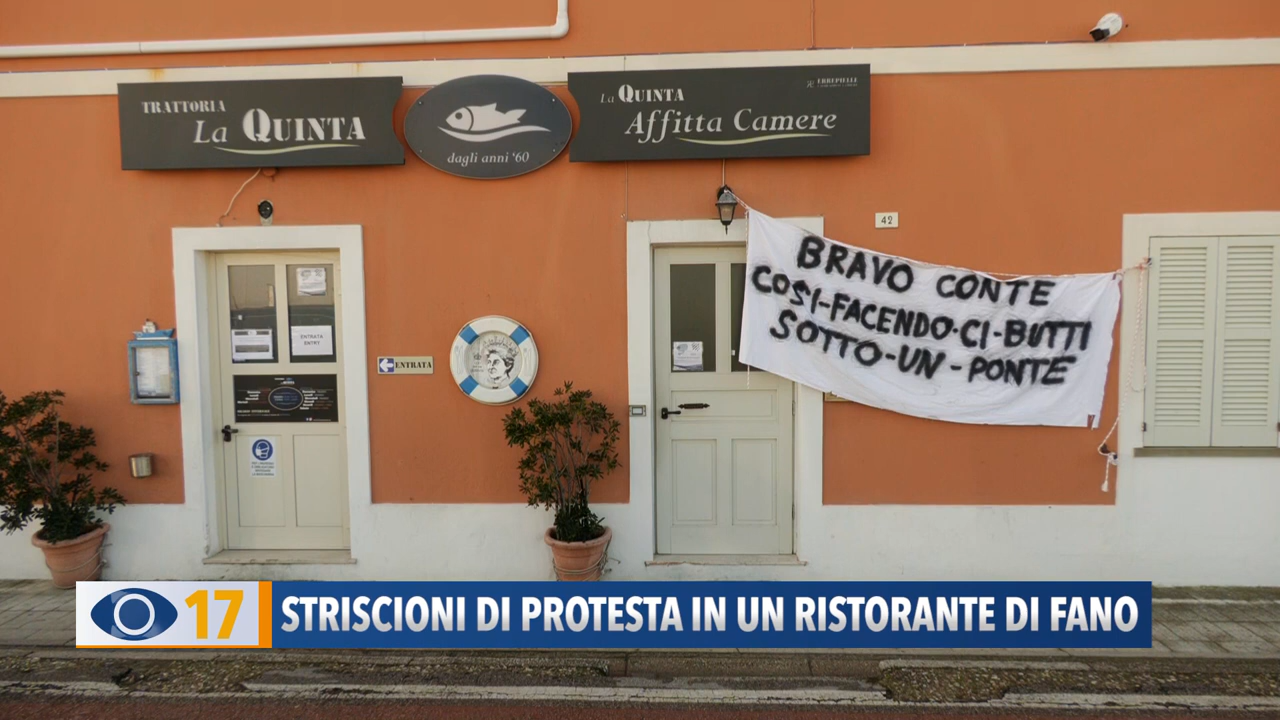 TRATTORIA
La QUINTA
dagli anni '60
La QUINTA
Affitta Camere
42
BRAVO CONTE
COSI-FACENDO-CI-BUTTI
SOTTO-UN-PONTE
ENTRATA
ENTRY
ENTRATA
17
STRISCIONI DI PROTESTA IN UN RISTORANTE DI FANO